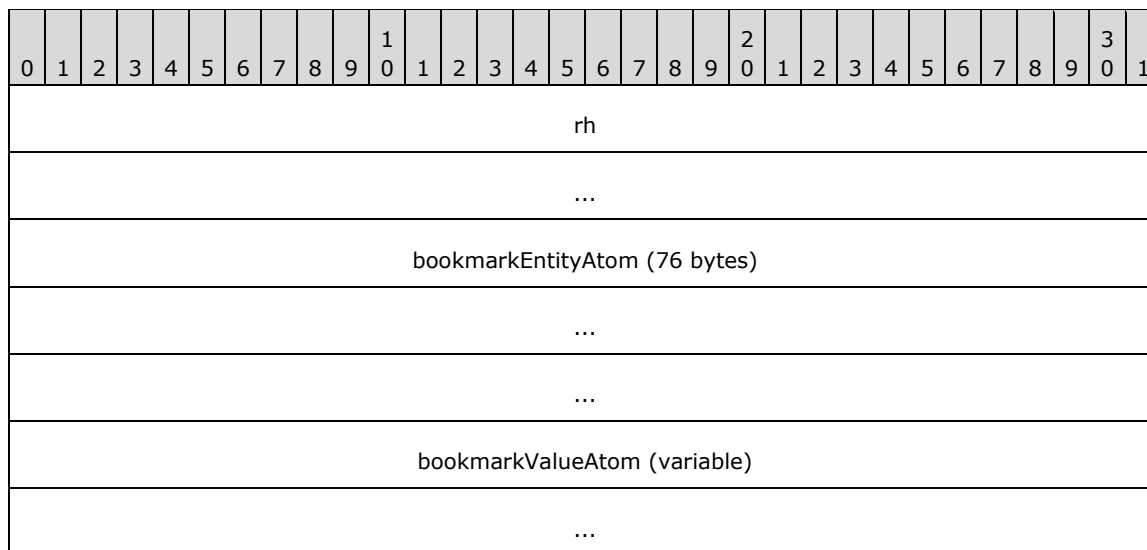 1 2 3
0 1 2 3 4 5 6 7 8 9 0 1 2 3 4 5 6 7 8 9 0 1 2 3 4 5 6 7 8 9 0 1
rh
...
bookmarkEntityAtom (76 bytes)
...
...
bookmarkValueAtom (variable)
...